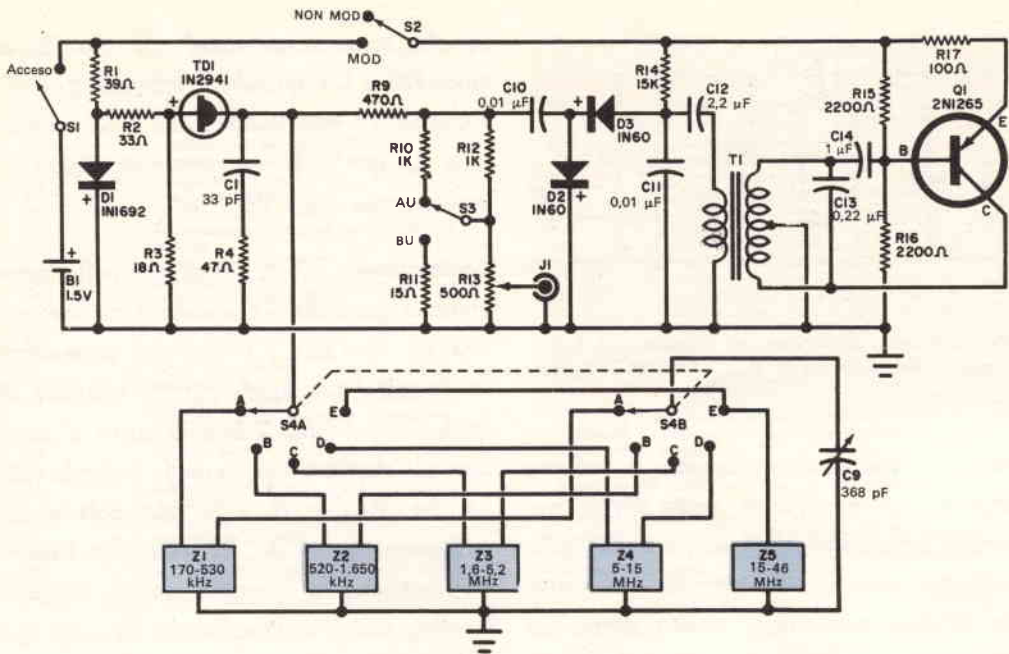 NON MOD
S2
MOD
Acceso
S1
B1
1.5V
+
R1
39Ω
R2
33Ω
D1
IN1692
+
TD1
IN2941
+
R3
18Ω
C1
33 pF
R4
47Ω
R9
470Ω
R10
1K
R12
1K
AU
S3
BU
R11
15Ω
R13
500Ω
J1
C10
0,01 µF
+
D3
1N60
D2
1N60
+
R14
15K
C11
0,01 µF
C12
2,2 µF
T1
C13
0,22 µF
C14
1 µF
R15
2200Ω
R16
2200Ω
R17
100Ω
Q1
2N1265
B
E
C
A
S4A
E
B
C
D
A
S4B
E
B
C
D
C9
368 pF
Z1
170-530
kHz
Z2
520-1.650
kHz
Z3
1,6-5,2
MHz
Z4
5-15
MHz
Z5
15-46
MHz